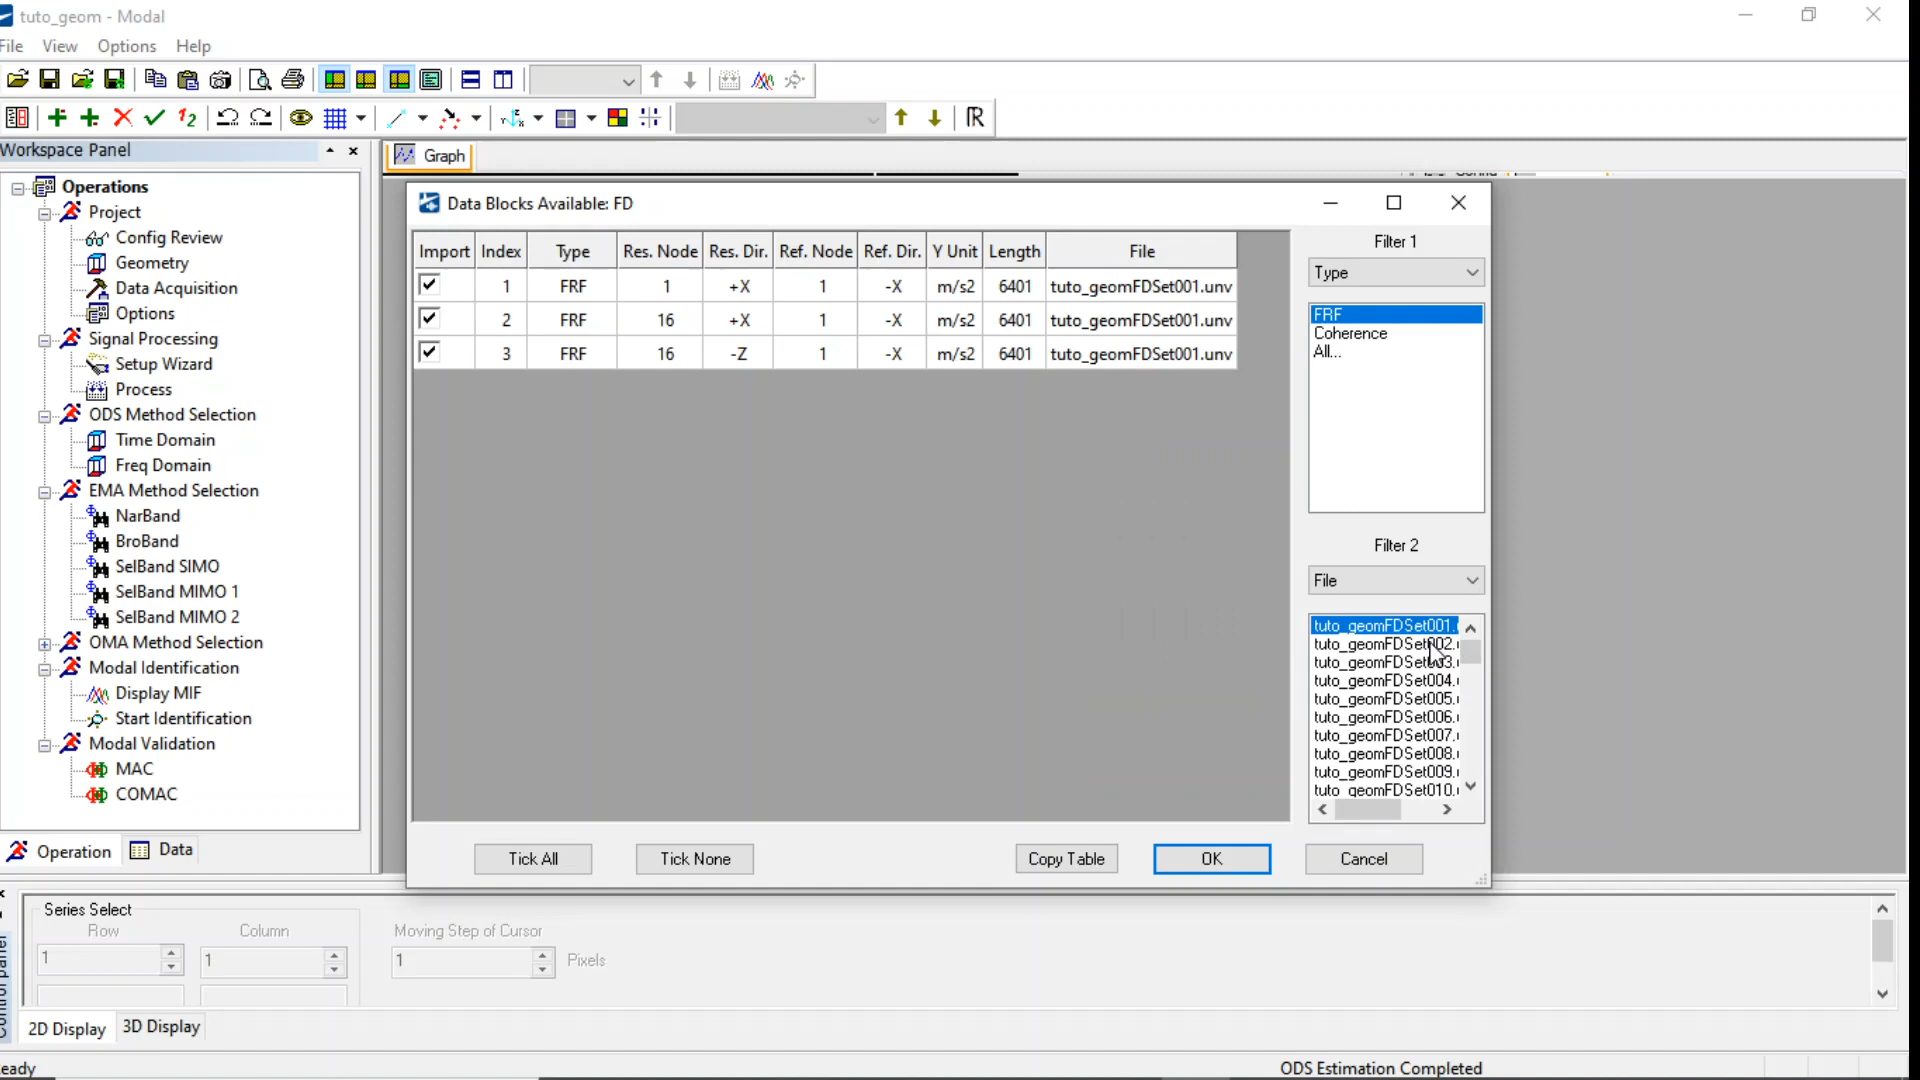 tuto_geom - Modal
File View Options Help
Workspace Panel
Graph
Operations
Project
Config Review
Geometry
Data Acquisition
Options
Signal Processing
Setup Wizard
Process
ODS Method Selection
Time Domain
Freq Domain
EMA Method Selection
NarBand
BroBand
SelBand SIMO
SelBand MIMO 1
SelBand MIMO 2
OMA Method Selection
Modal Identification
Display MIF
Start Identification
Modal Validation
MAC
COMAC
Operation Data
Data Blocks Available: FD
Import Index Type Res. Node Res. Dir. Ref. Node Ref. Dir. Y Unit Length File
1 FRF 1 +X 1 -X m/s2 6401 tuto_geomFDSet001.unv
2 FRF 16 +X 1 -X m/s2 6401 tuto_geomFDSet001.unv
3 FRF 16 -Z 1 -X m/s2 6401 tuto_geomFDSet001.unv
Filter 1
Type
FRF
Coherence
All...
Filter 2
File
tuto_geomFDSet001.
tuto_geomFDSet002.
tuto_geomFDSet003.
tuto_geomFDSet004.
tuto_geomFDSet005.
tuto_geomFDSet006.
tuto_geomFDSet007.
tuto_geomFDSet008.
tuto_geomFDSet009.
tuto_geomFDSet010.
Tick All Tick None Copy Table OK Cancel
Series Select
Row Column Moving Step of Cursor
1 1 1 Pixels
2D Display 3D Display
eady ODS Estimation Completed